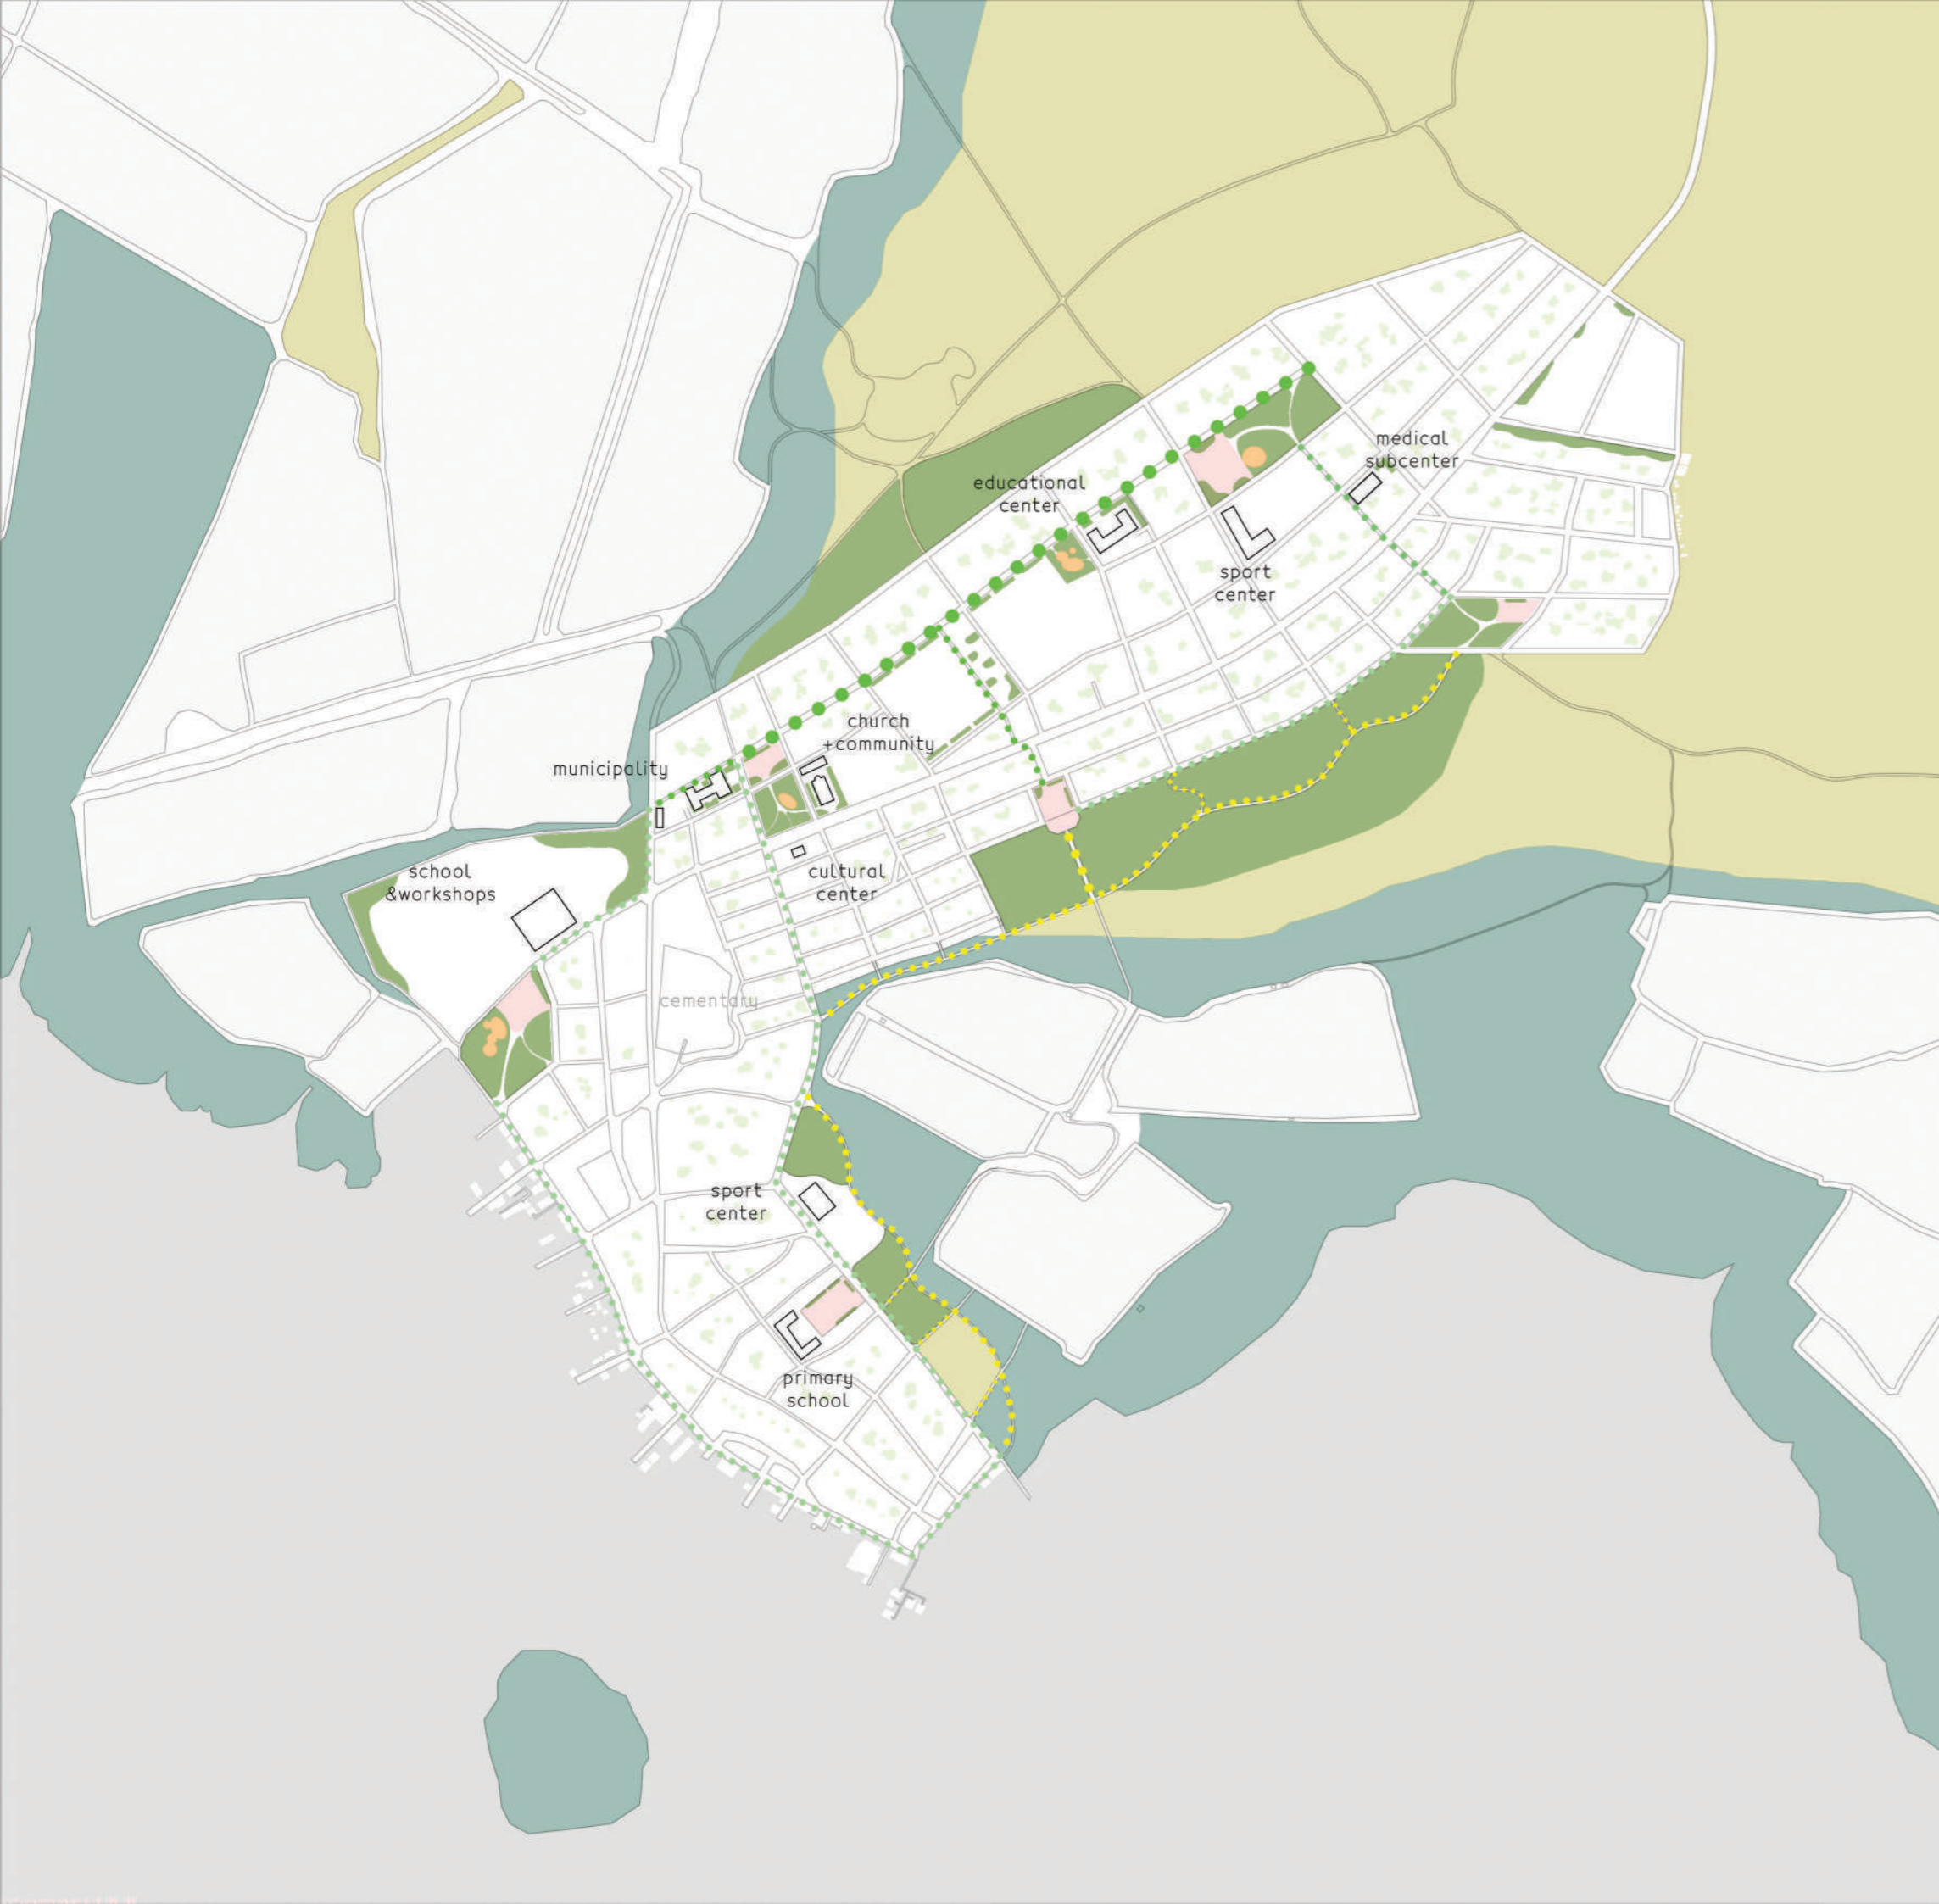 medical
subcenter
educational
center
sport
center
church
+community
municipality
school
&workshops
cultural
center
cementary
sport
center
primary
school